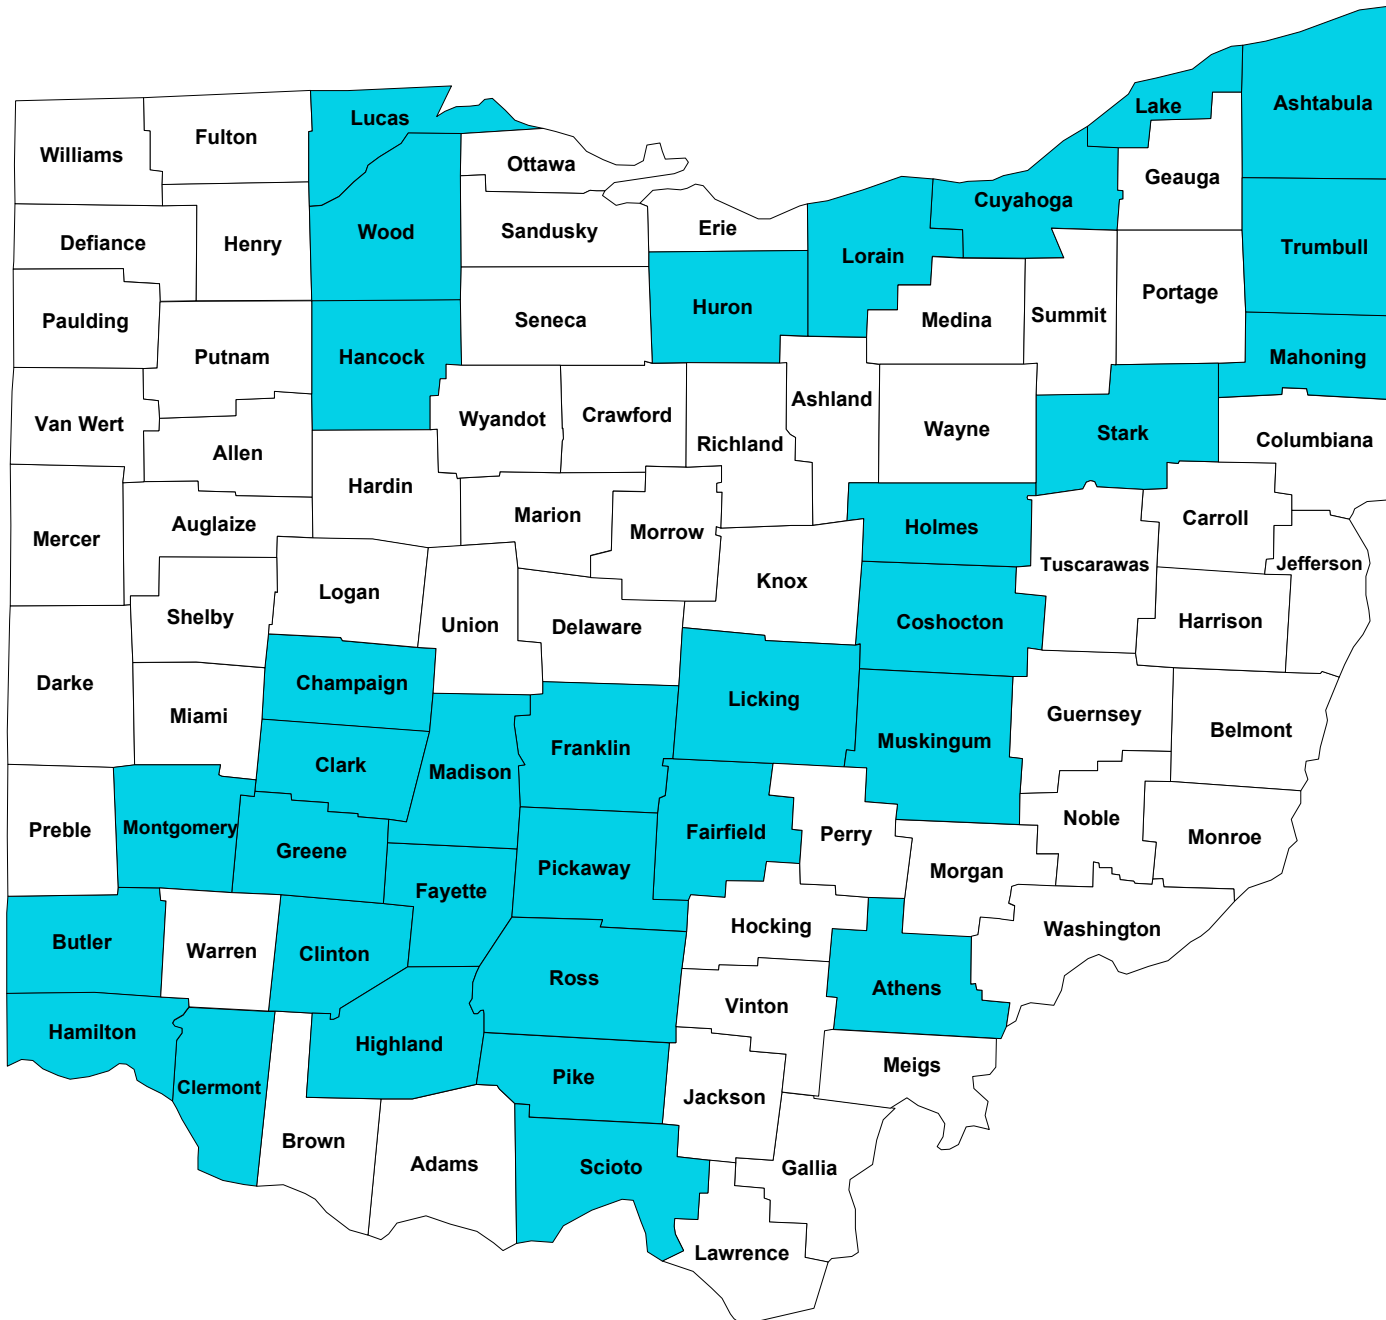 Lake
Ashtabula
Lucas
Fulton
Williams
Ottawa
Geauga
Cuyahoga
Erie
Sandusky
Wood
Henry
Defiance
Trumbull
Lorain
Portage
Huron
Summit
Medina
Seneca
Paulding
Putnam
Hancock
Mahoning
Ashland
Crawford
Wyandot
Van Wert
Wayne
Stark
Columbiana
Richland
Allen
Hardin
Marion
Auglaize
Carroll
Holmes
Morrow
Mercer
Jefferson
Tuscarawas
Knox
Logan
Shelby
Harrison
Coshocton
Union
Delaware
Darke
Champaign
Licking
Guernsey
Miami
Belmont
Muskingum
Franklin
Clark
Madison
Noble
Montgomery
Preble
Fairfield
Perry
Monroe
Greene
Pickaway
Morgan
Fayette
Hocking
Washington
Butler
Warren
Clinton
Ross
Athens
Vinton
Hamilton
Highland
Meigs
Pike
Clermont
Jackson
Brown
Adams
Scioto
Gallia
Lawrence